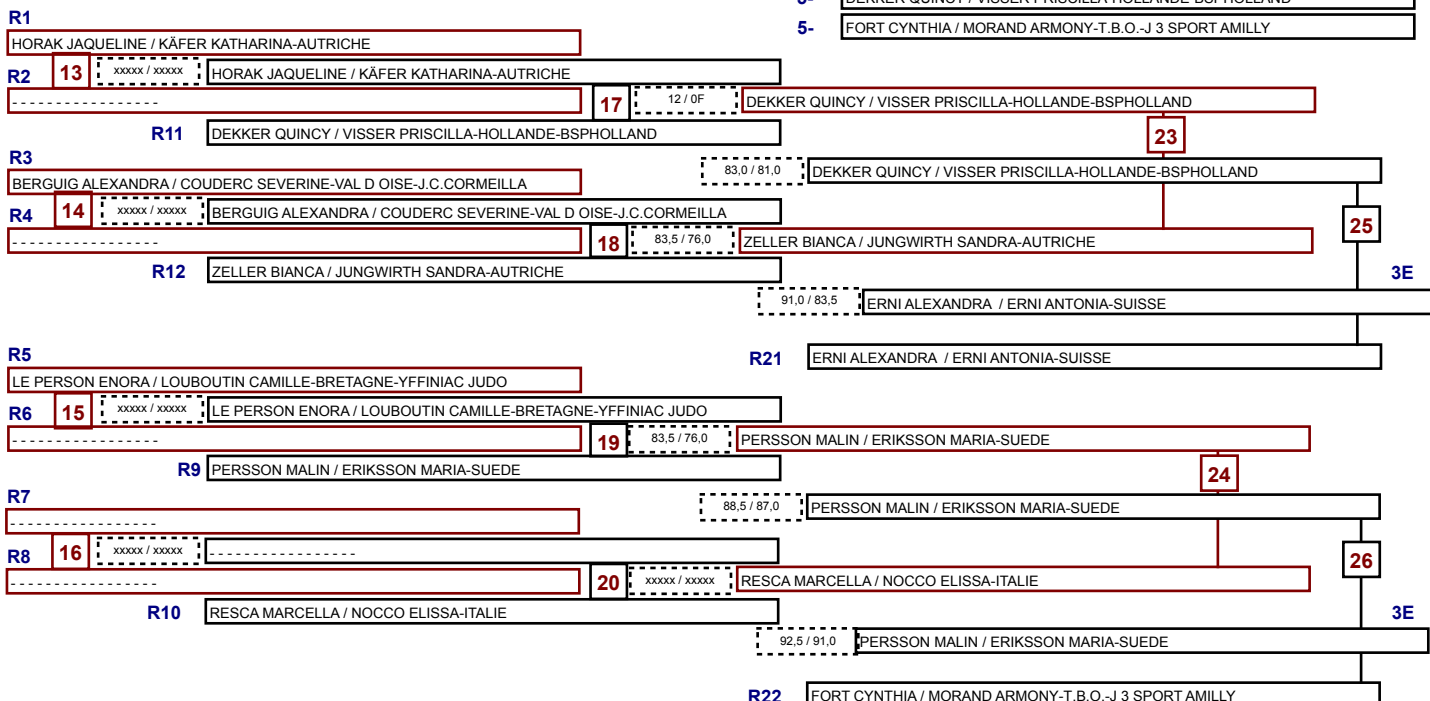 DEKKER QUINCY / VISSER PRISCILLA-HOLLANDE-BSPHOLLAND
5- FORT CYNTHIA / MORAND ARMONY-T.B.O.-J 3 SPORT AMILLY
R1
HORAK JAQUELINE / KÄFER KATHARINA-AUTRICHE
R2 13 xxxxx / xxxxx HORAK JAQUELINE / KÄFER KATHARINA-AUTRICHE
- - - - - - - - - - - - - - - - - 17 12 / 0F DEKKER QUINCY / VISSER PRISCILLA-HOLLANDE-BSPHOLLAND
R11 DEKKER QUINCY / VISSER PRISCILLA-HOLLANDE-BSPHOLLAND 23
R3
83,0 / 81,0 DEKKER QUINCY / VISSER PRISCILLA-HOLLANDE-BSPHOLLAND
BERGUIG ALEXANDRA / COUDERC SEVERINE-VAL D OISE-J.C.CORMEILLA
R4 14 xxxxx / xxxxx BERGUIG ALEXANDRA / COUDERC SEVERINE-VAL D OISE-J.C.CORMEILLA 25
- - - - - - - - - - - - - - - - - 18 83,5 / 76,0 ZELLER BIANCA / JUNGWIRTH SANDRA-AUTRICHE
R12 ZELLER BIANCA / JUNGWIRTH SANDRA-AUTRICHE 3E
91,0 / 83,5 ERNI ALEXANDRA / ERNI ANTONIA-SUISSE
R5
R21 ERNI ALEXANDRA / ERNI ANTONIA-SUISSE
LE PERSON ENORA / LOUBOUTIN CAMILLE-BRETAGNE-YFFINIAC JUDO
R6 15 xxxxx / xxxxx LE PERSON ENORA / LOUBOUTIN CAMILLE-BRETAGNE-YFFINIAC JUDO
- - - - - - - - - - - - - - - - - 19 83,5 / 76,0 PERSSON MALIN / ERIKSSON MARIA-SUEDE
R9 PERSSON MALIN / ERIKSSON MARIA-SUEDE 24
R7
88,5 / 87,0 PERSSON MALIN / ERIKSSON MARIA-SUEDE
- - - - - - - - - - - - - - - - -
R8 16 xxxxx / xxxxx - - - - - - - - - - - - - - - - - 26
- - - - - - - - - - - - - - - - - 20 xxxxx / xxxxx RESCA MARCELLA / NOCCO ELISSA-ITALIE
R10 RESCA MARCELLA / NOCCO ELISSA-ITALIE 3E
92,5 / 91,0 PERSSON MALIN / ERIKSSON MARIA-SUEDE
R22 FORT CYNTHIA / MORAND ARMONY-T.B.O.-J 3 SPORT AMILLY